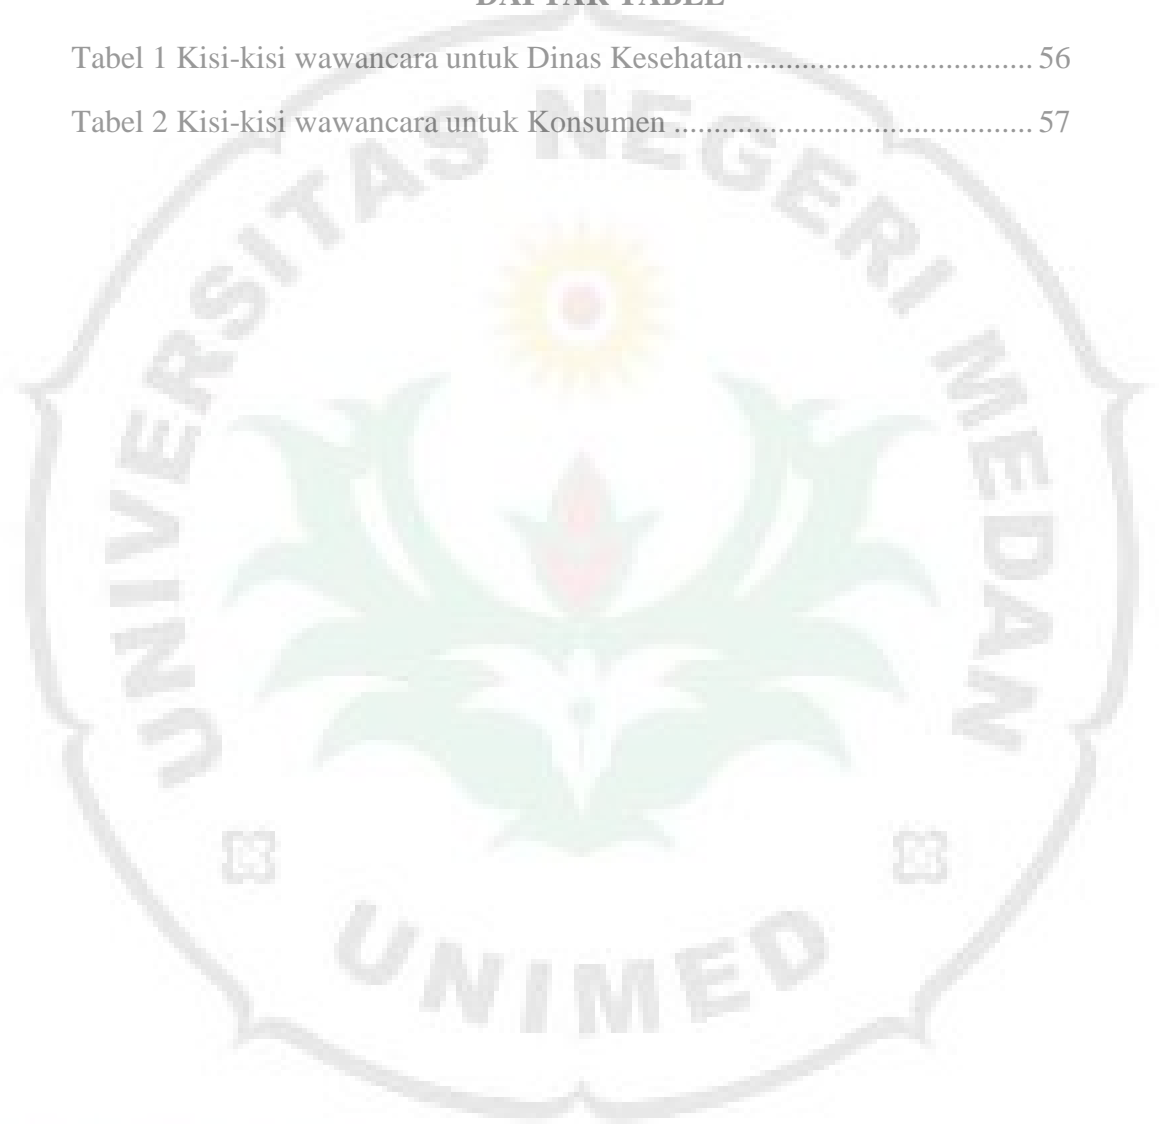 DAFTAR TABEL
Tabel 1 Kisi-kisi wawancara untuk Dinas Kesehatan................................ 56
Tabel 2 Kisi-kisi wawancara untuk Konsumen ........................................ 57
UNIVERSITAS NEGERI MEDAN
UNIMED